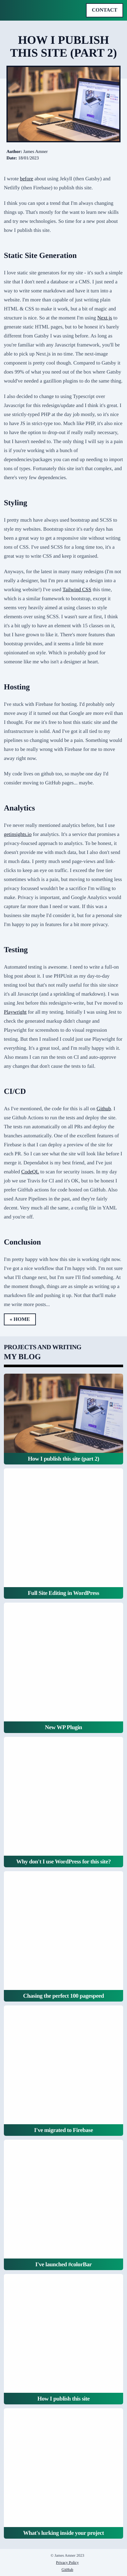 CONTACT
HOW I PUBLISH
THIS SITE (PART 2)
Author: James Amner
Date: 18/01/2023
I wrote before about using Jekyll (then Gatsby) and
Netlify (then Firebase) to publish this site.
I think you can spot a theme in that I'm always changing
things up. That's mostly for me to learn new skills
and/or new technologies. So time for a new post about
how I publish this site.
Static Site Generation
I love static site generators for my site - it's such a simple
site that I don't need a database or a CMS. I just need a
way to write some markdown and have it turn into a
website. I'm more than capable of just writing plain
HTML & CSS to make it work, but a little bit of magic and
structure is nice. So at the moment I'm using Next.js to
generate some static HTML pages, but to be honest it's
different from Gatsby I was using before. As long as
you're familiar with any Javascript framework, you'll be
able to pick up Next.js in no time. The next-image
component is pretty cool though. Compared to Gatsby it
does 99% of what you need out of the box where Gatsby
would've needed a gazillion plugins to do the same thing.
I also decided to change to using Typescript over
Javascript for this redesign/upgrade and I think it's great.
I'm actually typed PHP at the day job mostly, so its nice
to have JS in strict-type too. Much like PHP, it's also not
always necessary and you do not really need it really
necessary, I haven't needed to. The only thing I will say is it's a pain
is if you're working with a bunch of
dependencies/packages you can end up needing to import
tons of types. Fortunately this site isn't that complex, and
there's very few dependencies.
Styling
I pretty much have always used bootstrap and SCSS to
style my websites. Bootstrap since it's early days has
been a great way to get a responsive site without needing
tons of CSS. I've used SCSS for a long time too, it's a
great way to write CSS and keep it organised.
Anyways, for the latest iteration in many many redesigns (I'm not
really a designer, but I'm pretty good at turning a design into a
working website!) I've used Tailwind CSS this time,
which is a similar framework to bootstrap, except it
seems very heavily aimed at using classes to style
elements over using SCSS. I wasn't sure at first, I think
it's a bit ugly to have an element with 15 classes on it,
but I have grown to like it. There's more features than
bootstrap provides, and it seems a little bit more
opinionated on style. Which is probably good for
someone like me who isn't a designer at heart.
Hosting
I've stuck with Firebase for hosting, I'd probably only
move away if it turned out that Google are more evil than
I thought. For me it's free to host this static site and the
infrastructure is solid. And I've got it all setup in
pipelines so changing would be a pain. Something would
have to be really wrong with Firebase for me to move
away right now.
My code lives on github too, so maybe one day I'd
consider moving to GitHub pages... maybe.
Analytics
I've not really mentioned analytics before, but I use
getinsights.io for analytics. It's a service that promises a
privacy-focused approach to analytics. To be honest, it
doesn't provide me with much data, but I also don't need
much data. I pretty much need page-views and link-
clicks to keep an eye on traffic. I exceed the free tier
sometimes which is a shame, but moving to something less
privacy focused wouldn't be a sacrifice I'm willing to
make. Privacy is important, and Google Analytics would
capture far more data than I want or need. If this was a
business site maybe I'd consider it, but for a personal site
I'm happy to pay in features for a bit more privacy.
Testing
Automated testing is awesome. I need to write a full-on
blog post about it. I use PHPUnit at my day-to-day
testing tool but that's not very useful for this site since
it's all Javascript (and a sprinkling of markdown). I was
using Jest before this redesign/re-write, but I've moved to
Playwright for all my testing. Initially I was using Jest to
check the generated markup didn't change and
Playwright screenshots to do visual regression
testing. But then I realised I could just use Playwright for
everything. It's a great tool, and I'm really happy with it.
Also means I can run the tests on CI and auto-approve
any changes that don't cause the tests to fail.
CI/CD
As I've mentioned, the code for this is all on Github. I
use Github Actions to run the tests and deploy the site.
The tests run automatically on all PRs and deploy the
branches automatically. One of the excellent features of
Firebase is that I can deploy a preview of the site for
each PR. So I can see what the site will look like before I
merge it. Dependabot is my best friend, and I've just
enabled CodeQL to scan for security issues. In my day
job we use Travis for CI and it's OK, but to be honest I
prefer GitHub actions for code hosted on GitHub. Also
used Azure Pipelines in the past, and they're fairly
decent. Very much all the same, a config file in YAML
and you're off.
Conclusion
I'm pretty happy with how this site is working right now.
I've got a nice workflow that I'm happy with. I'm not sure
what I'll change next, but I'm sure I'll find something. At
the moment though, things are as simple as writing up a
markdown file and pushing it up. Not that that'll make
me write more posts...
« HOME
PROJECTS AND WRITING
MY BLOG
How I publish this site (part 2)
Full Site Editing in WordPress
New WP Plugin
Why don't I use WordPress for this site?
Chasing the perfect 100 pagespeed
I've migrated to Firebase
I've launched #colorBar
How I publish this site
What's lurking inside your project
© James Amner 2023
Privacy Policy
GitHub